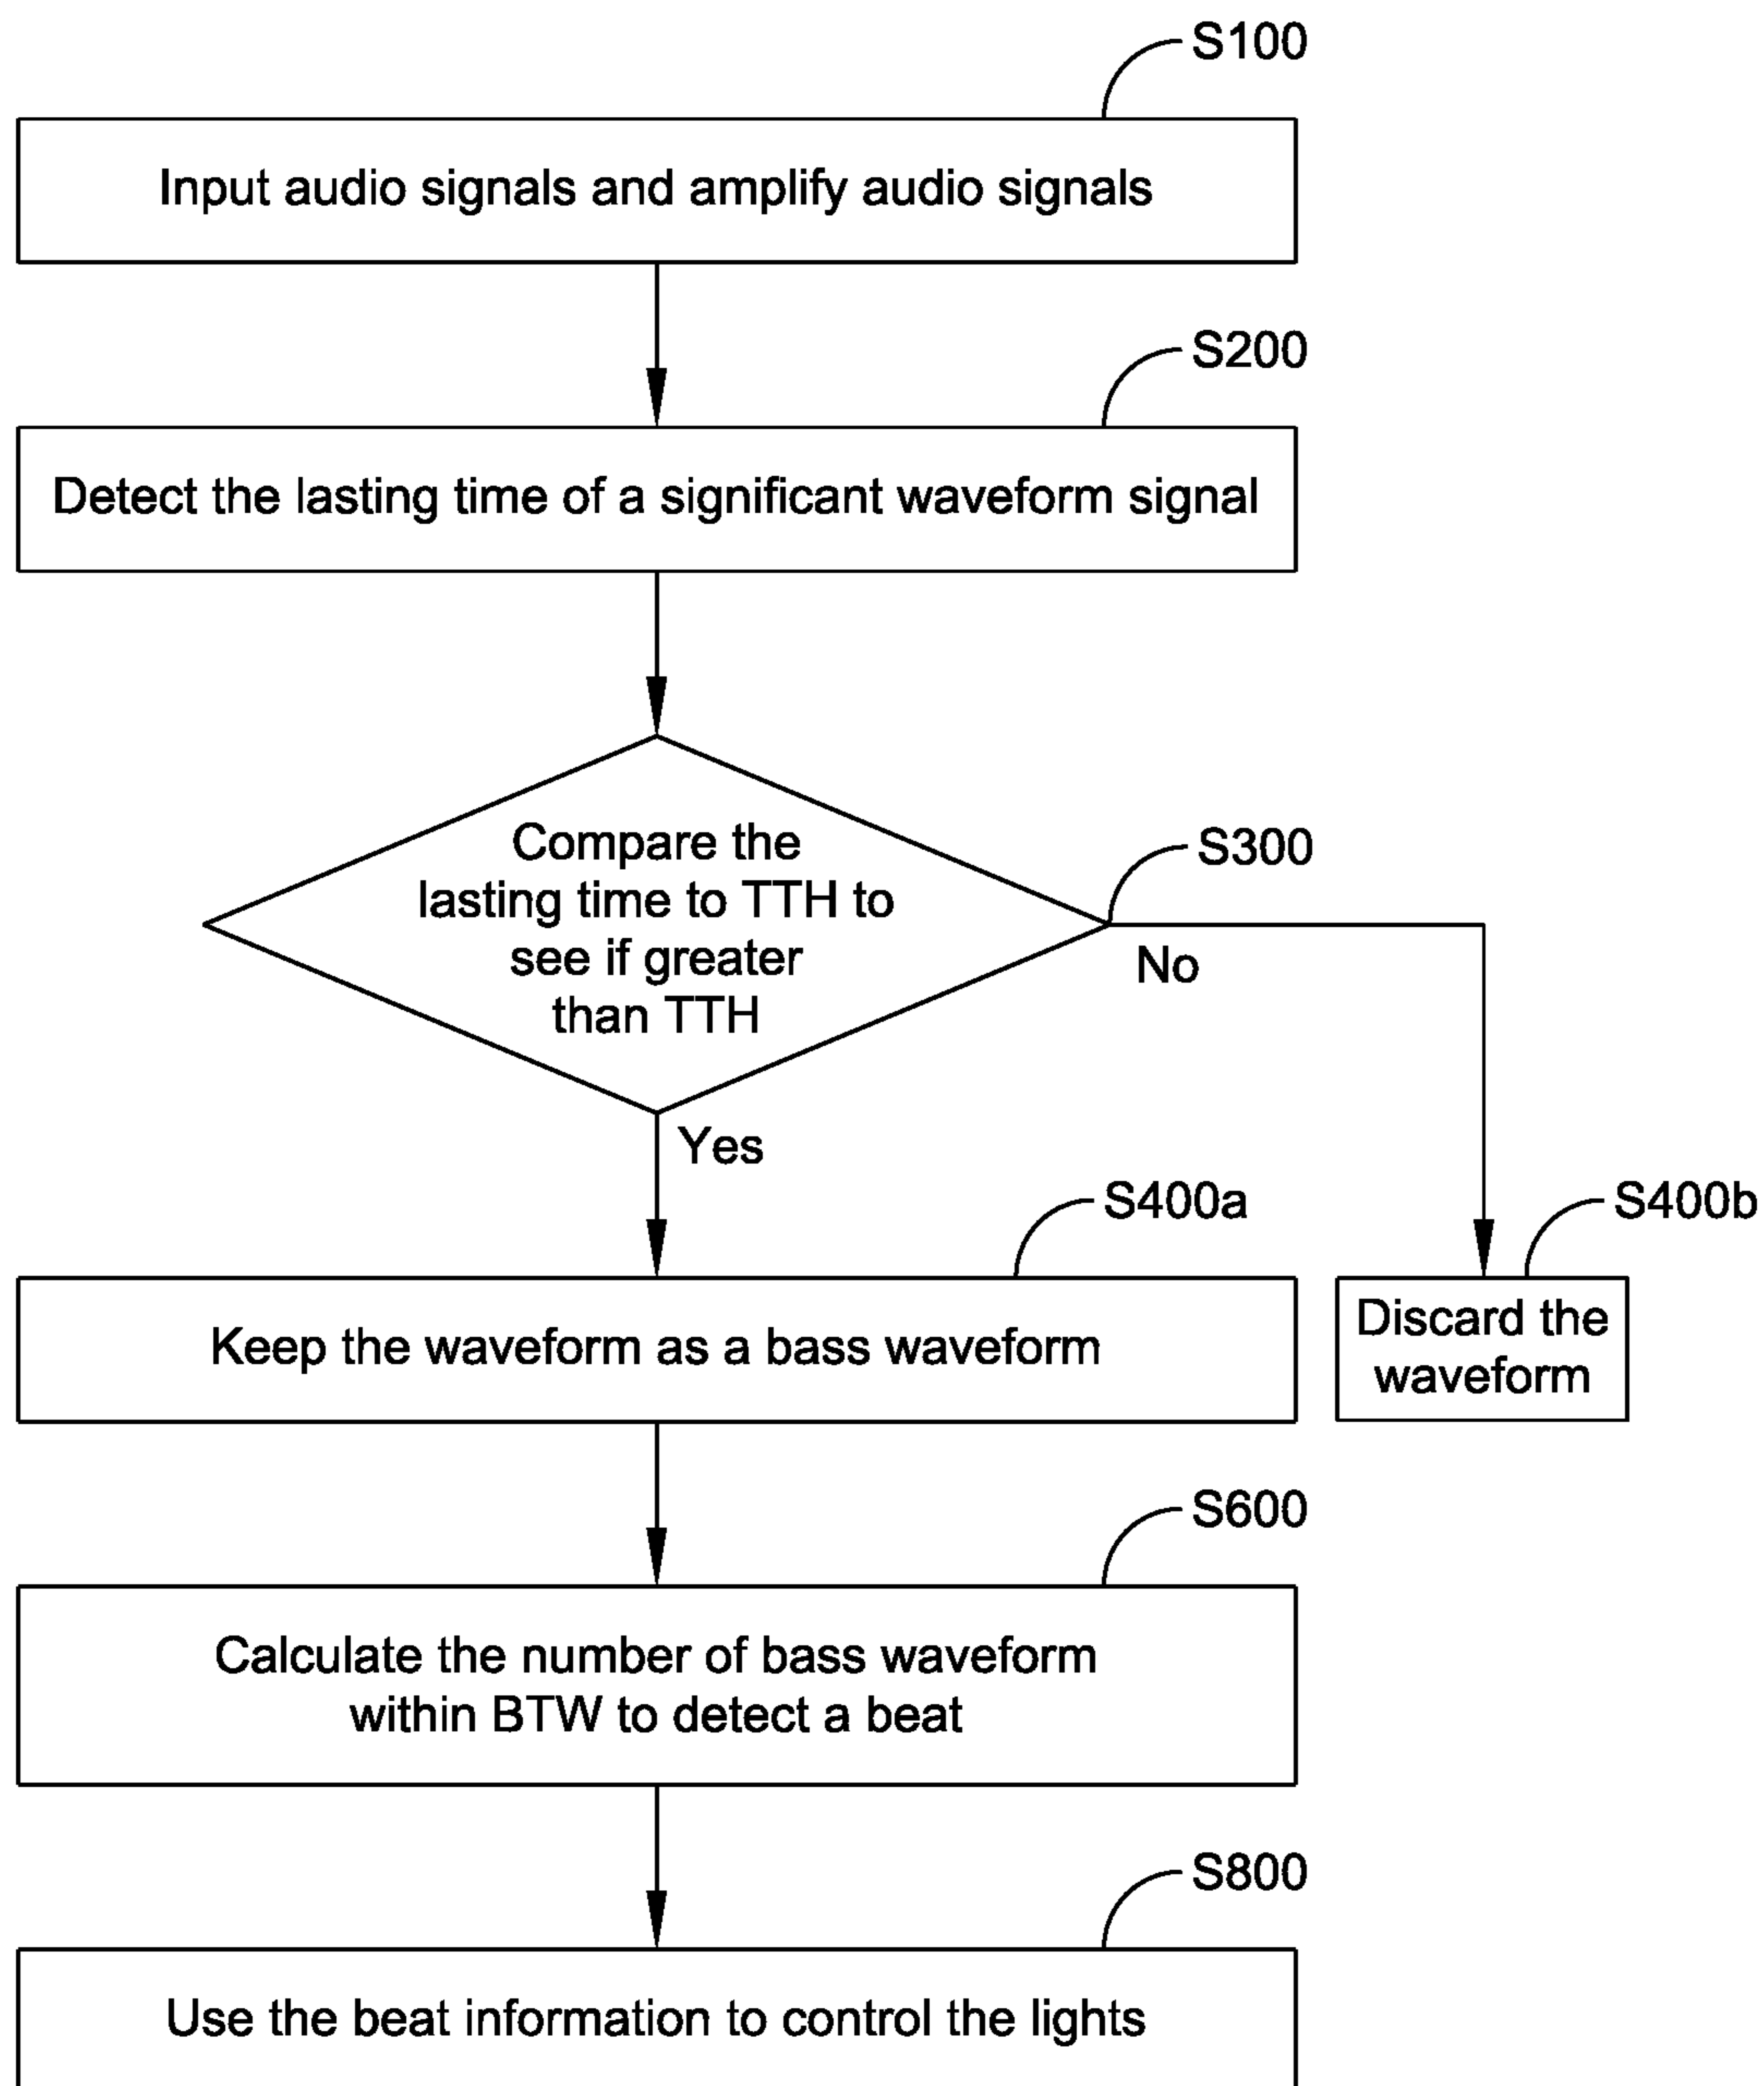 S100
Input audio signals and amplify audio signals
S200
Detect the lasting time of a significant waveform signal
Compare the
lasting time to TTH to
see if greater
than TTH
S300
No
Yes
S400a
S400b
Keep the waveform as a bass waveform
Discard the
waveform
S600
Calculate the number of bass waveform
within BTW to detect a beat
S800
Use the beat information to control the lights